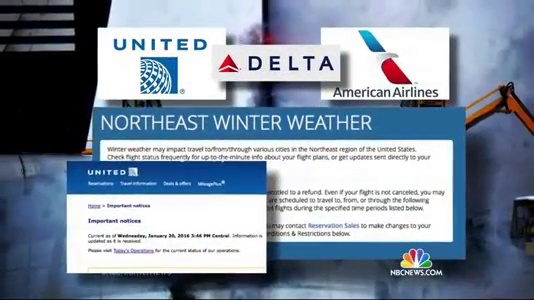 UNITED
DELTA
American Airlines
NORTHEAST WINTER WEATHER
Winter weather may impact travel to/from/through various cities in the Northeast region of the United States.
Check flight status frequently for up-to-the-minute info about your flight plans, or get updates sent directly to your
to a refund. Even if your flight is not canceled, you may
are scheduled to travel to, from, or through the following
flights during the specified time periods listed below.
may contact Reservation Sales to make changes to your
& Restrictions below.
UNITED
Reservations Travel information Deals & offers MileagePlus
Home > Important notices
Important notices
Current as of Wednesday, January 20, 2016 3:46 PM Central. Information is
updated as it is received.
Please visit Today's Operations for the current status of our operations.
NBCNEWS.COM